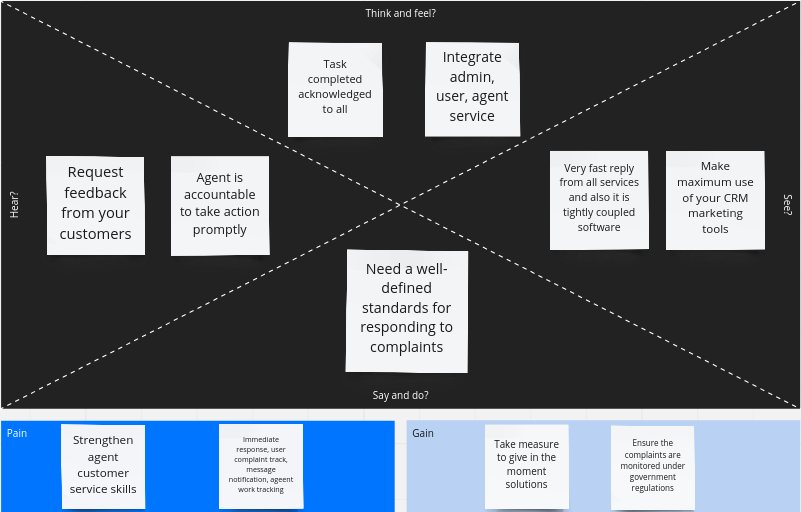 Think and feel?
Task
completed
acknowledged
to all
Integrate
admin,
user, agent
service
Hear?
Request
feedback
from your
customers
Agent is
accountable
to take action
promptly
Very fast reply
from all services
and also it is
tightly coupled
software
Make
maximum use
of your CRM
marketing
tools
See?
Need a well-
defined
standards for
responding to
complaints
Say and do?
Pain
Strengthen
agent
customer
service skills
Immediate
response, user
complaint track,
message
notification, ageent
work tracking
Gain
Take measure
to give in the
moment
solutions
Ensure the
complaints are
monitored under
government
regulations